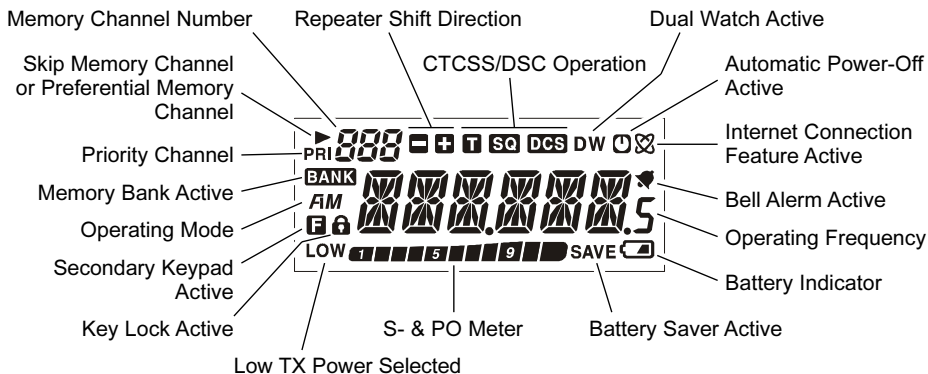 Memory Channel Number
Repeater Shift Direction
Dual Watch Active
Skip Memory Channel
or Preferential Memory
Channel
CTCSS/DSC Operation
Automatic Power-Off
Active
Priority Channel
Internet Connection
Feature Active
Memory Bank Active
Bell Alerm Active
Operating Mode
Operating Frequency
Secondary Keypad
Active
Battery Indicator
Key Lock Active
S- & PO Meter
Battery Saver Active
Low TX Power Selected
888 T SQ DCS DW
PRI
BANK
AM
F
.5
LOW 1 5 9 SAVE